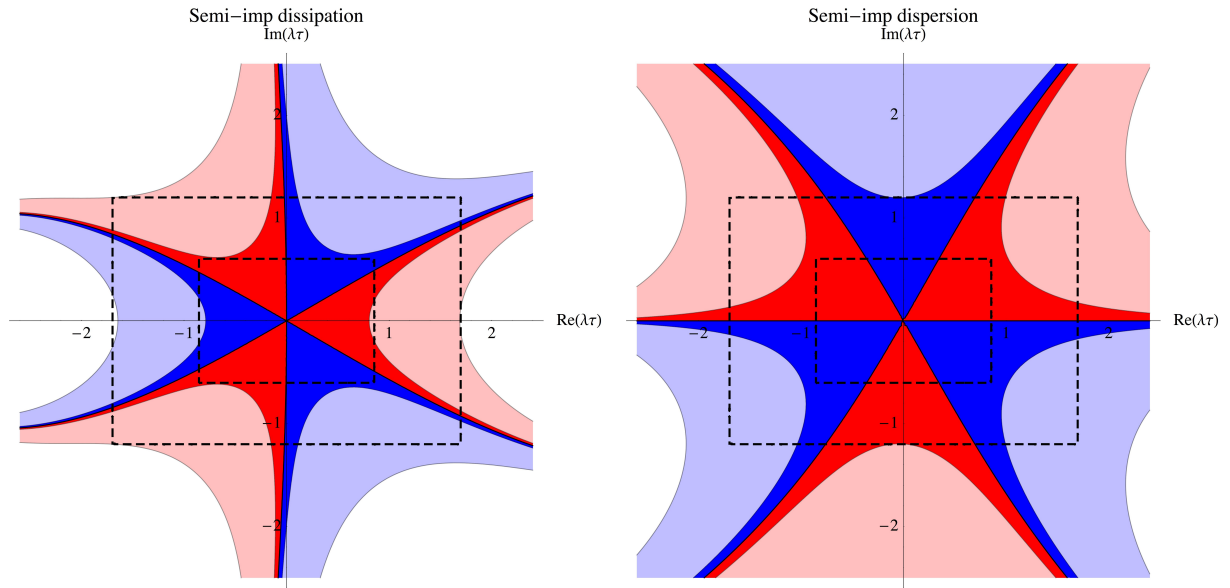 Semi−imp dissipation
Im(λτ)
2
1
−2
−1
1
2
Re(λτ)
−1
−2
Semi−imp dispersion
Im(λτ)
2
1
−2
−1
1
2
Re(λτ)
−1
−2